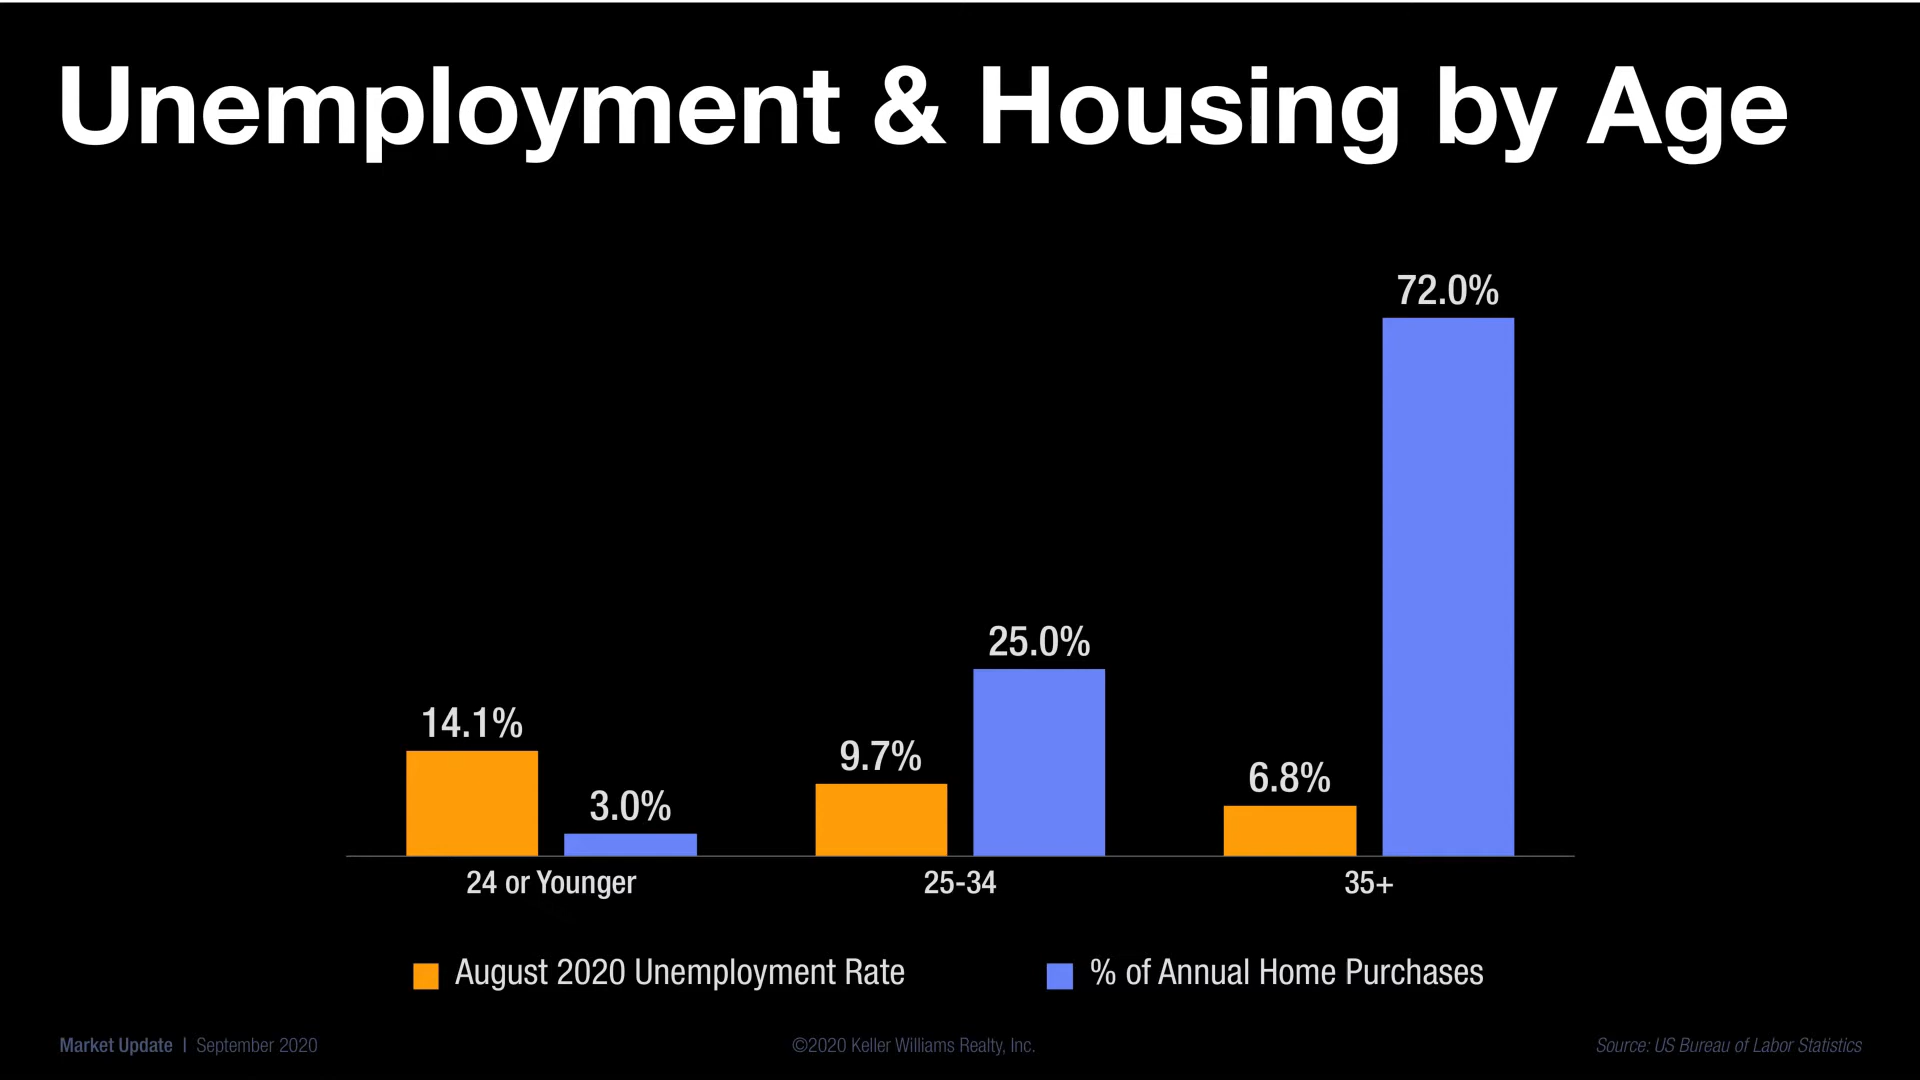 Unemployment & Housing by Age
72.0%
25.0%
14.1%
9.7%
6.8%
3.0%
24 or Younger
25-34
35+
August 2020 Unemployment Rate
% of Annual Home Purchases
Market Update | September 2020
©2020 Keller Williams Realty, Inc.
Source: US Bureau of Labor Statistics